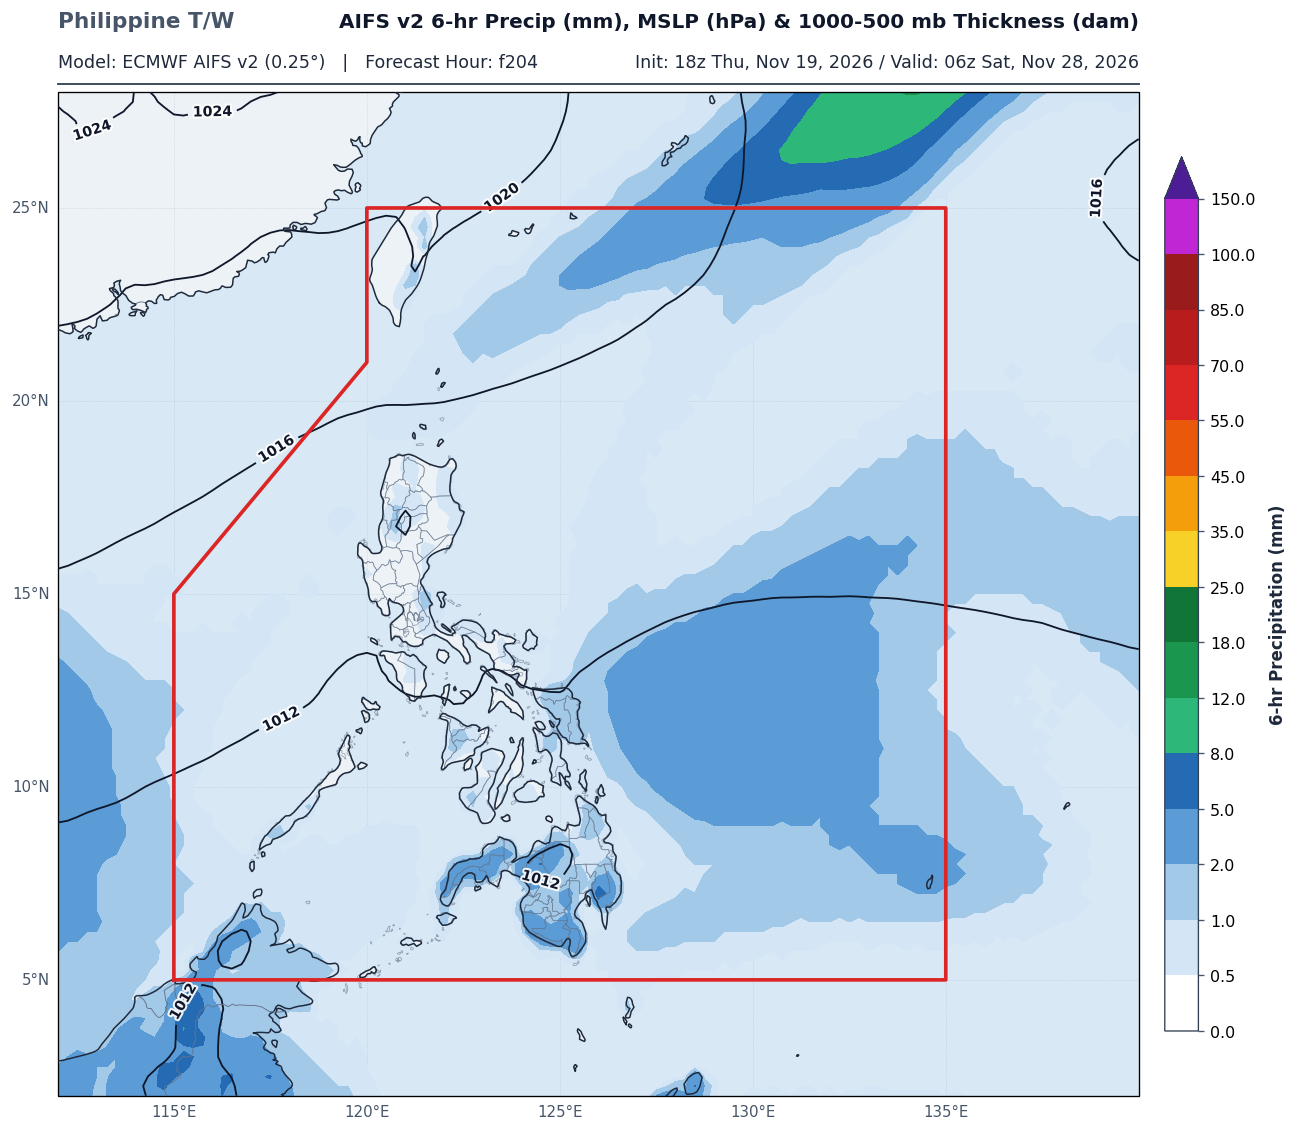 Philippine T/W
AIFS v2 6-hr Precip (mm), MSLP (hPa) & 1000-500 mb Thickness (dam)
Model: ECMWF AIFS v2 (0.25°) | Forecast Hour: f204
Init: 18z Thu, Nov 19, 2026 / Valid: 06z Sat, Nov 28, 2026
1024
1024
1020
1016
1016
1012
1012
1012
25°N
20°N
15°N
10°N
5°N
115°E
120°E
125°E
130°E
135°E
150.0
100.0
85.0
70.0
55.0
45.0
35.0
25.0
18.0
12.0
8.0
5.0
2.0
1.0
0.5
0.0
6-hr Precipitation (mm)